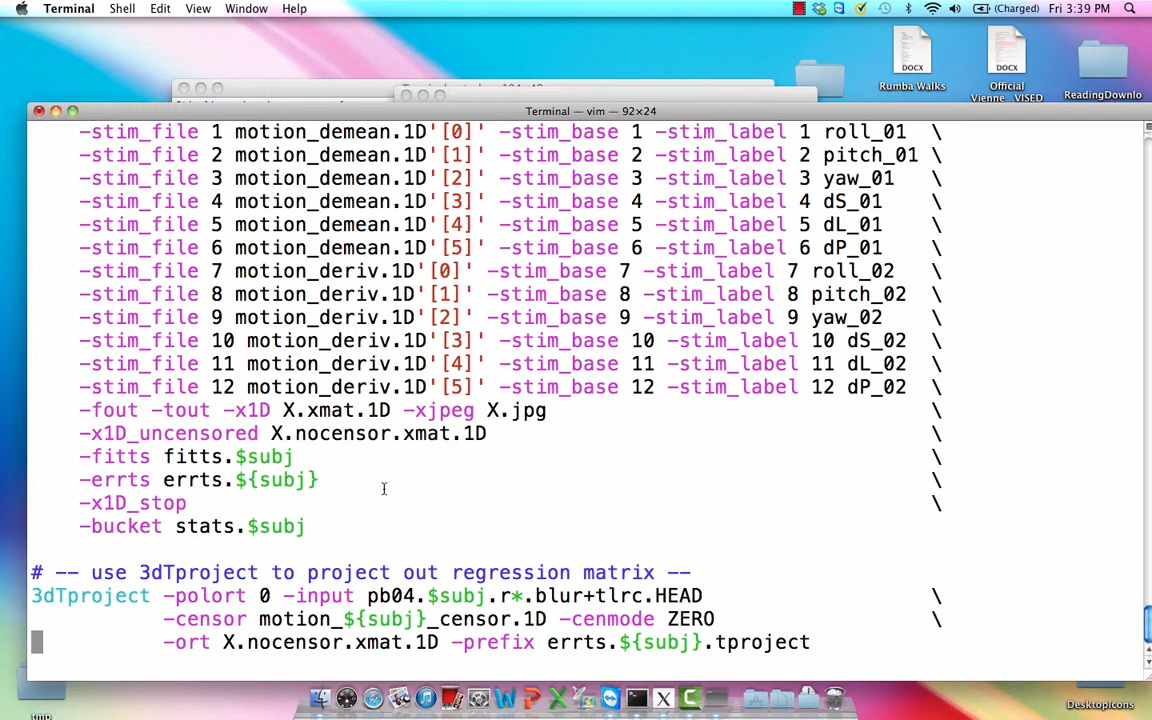 Terminal Shell Edit View Window Help (Charged) Fri 3:39 PM
DOCX DOCX
Rumba Walks Official ReadingDownlo
Vienne...ViSED
Terminal — vim — 92×24
-stim_file 1 motion_demean.1D'[0]' -stim_base 1 -stim_label 1 roll_01 \
-stim_file 2 motion_demean.1D'[1]' -stim_base 2 -stim_label 2 pitch_01 \
-stim_file 3 motion_demean.1D'[2]' -stim_base 3 -stim_label 3 yaw_01 \
-stim_file 4 motion_demean.1D'[3]' -stim_base 4 -stim_label 4 dS_01 \
-stim_file 5 motion_demean.1D'[4]' -stim_base 5 -stim_label 5 dL_01 \
-stim_file 6 motion_demean.1D'[5]' -stim_base 6 -stim_label 6 dP_01 \
-stim_file 7 motion_deriv.1D'[0]' -stim_base 7 -stim_label 7 roll_02 \
-stim_file 8 motion_deriv.1D'[1]' -stim_base 8 -stim_label 8 pitch_02 \
-stim_file 9 motion_deriv.1D'[2]' -stim_base 9 -stim_label 9 yaw_02 \
-stim_file 10 motion_deriv.1D'[3]' -stim_base 10 -stim_label 10 dS_02 \
-stim_file 11 motion_deriv.1D'[4]' -stim_base 11 -stim_label 11 dL_02 \
-stim_file 12 motion_deriv.1D'[5]' -stim_base 12 -stim_label 12 dP_02 \
-fout -tout -x1D X.xmat.1D -xjpeg X.jpg \
-x1D_uncensored X.nocensor.xmat.1D \
-fitts fitts.$subj \
-errts errts.${subj} \
-x1D_stop \
-bucket stats.$subj
# -- use 3dTproject to project out regression matrix --
3dTproject -polort 0 -input pb04.$subj.r*.blur+tlrc.HEAD \
-censor motion_${subj}_censor.1D -cenmode ZERO \
-ort X.nocensor.xmat.1D -prefix errts.${subj}.tproject
DesktopIcons